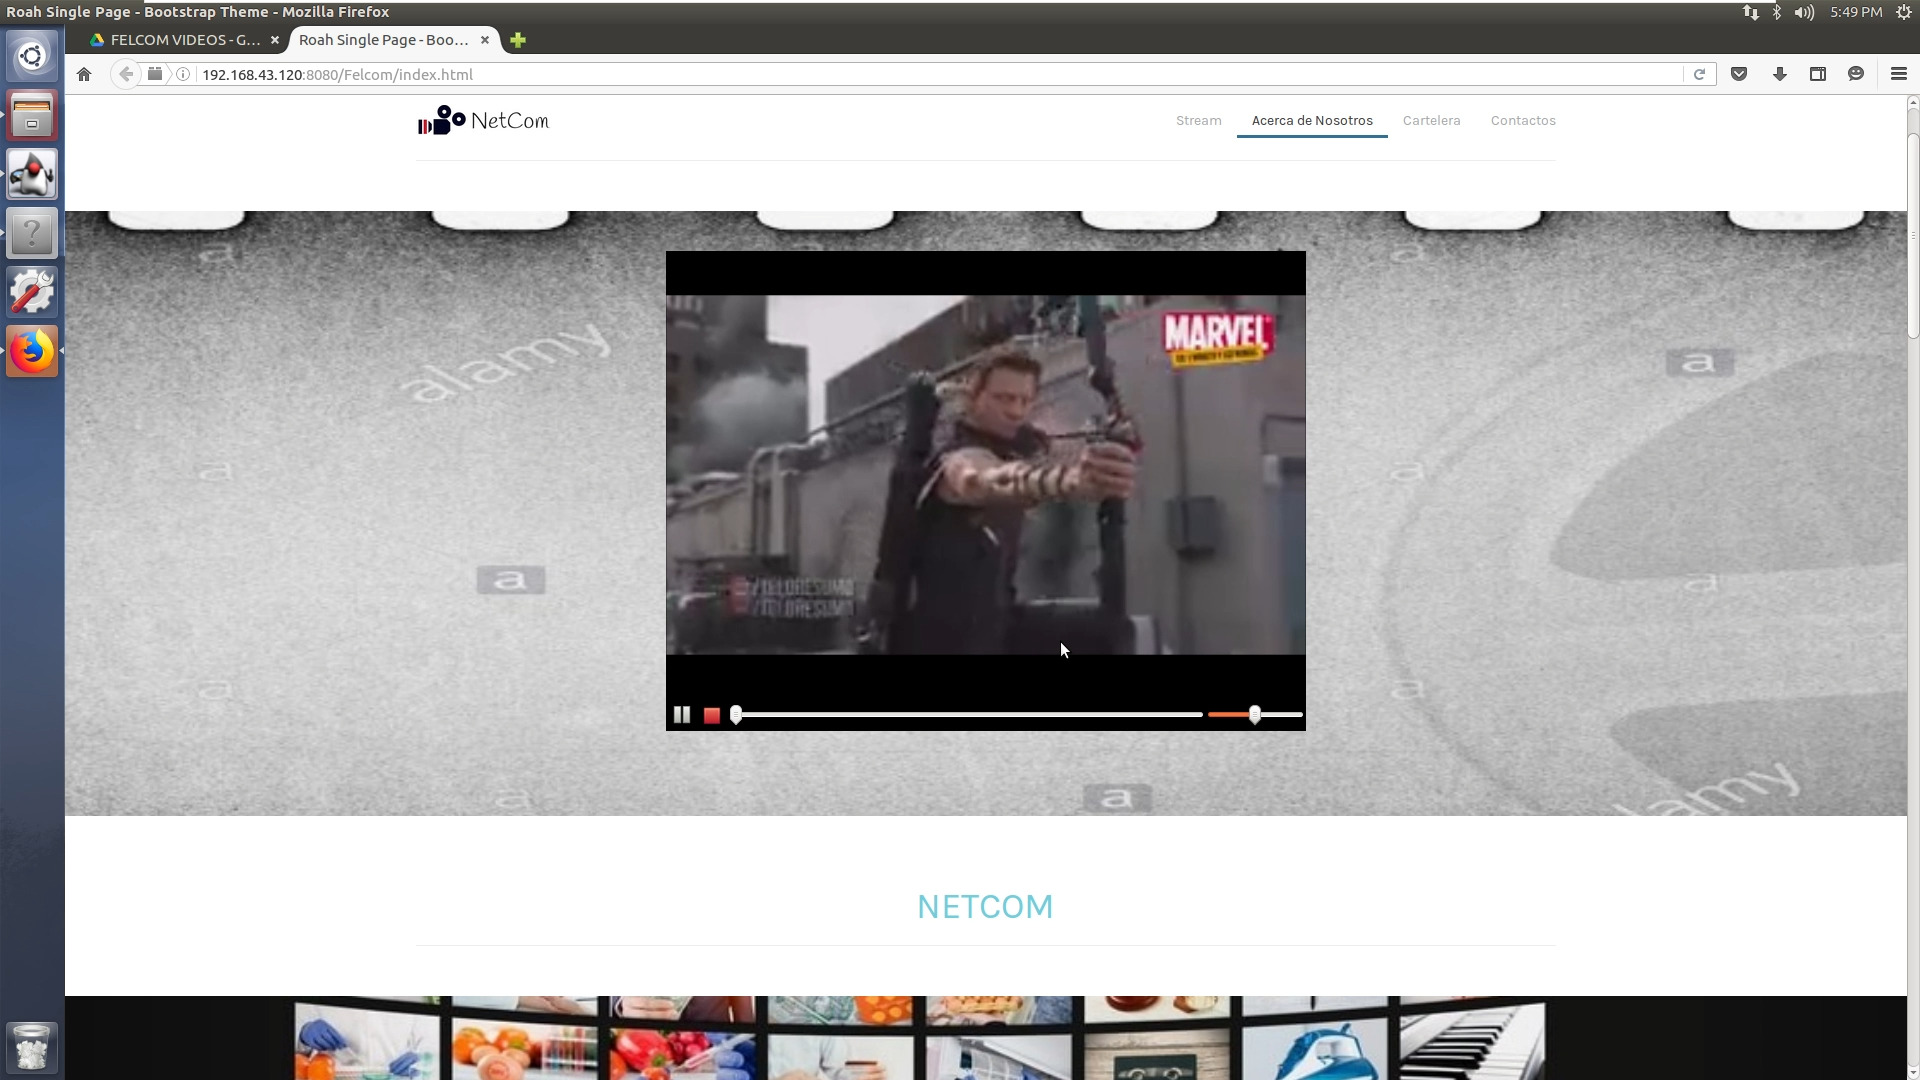 Roah Single Page - Bootstrap Theme - Mozilla Firefox
5:49 PM
FELCOM VIDEOS - G...
Roah Single Page - Boo...
192.168.43.120:8080/Felcom/index.html
NetCom
Stream
Acerca de Nosotros
Cartelera
Contactos
MARVEL
alamy
a
a
a
a
a
a
a
a
a
a
/TELORESUMO
/TELORESUMO
a
a
a
a
alamy
NETCOM